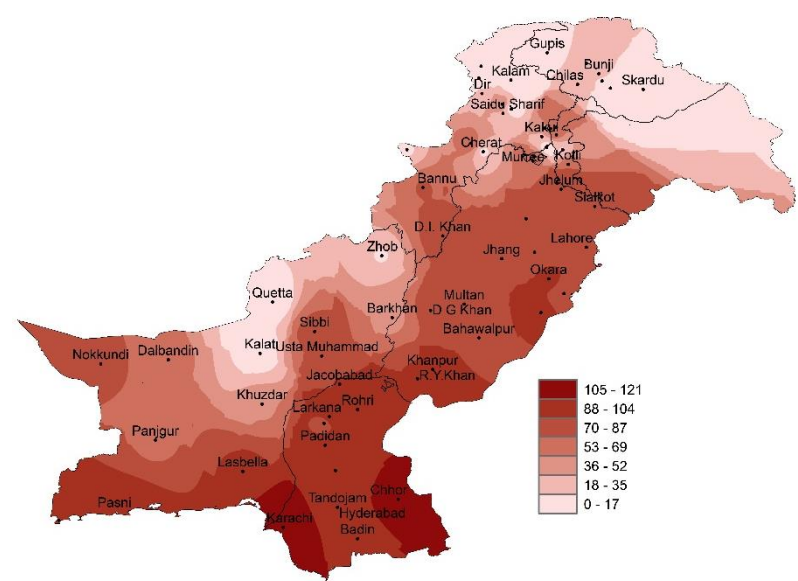 Gupis
Kalam
Chilas
Bunji
Skardu
Dir
Saidu Sharif
Kakul
Cherat
Murree
Kotli
Bannu
Jhelum
Sialkot
D.I. Khan
Zhob
Jhang
Lahore
Okara
Quetta
Multan
Barkhan
D G Khan
Sibbi
Bahawalpur
Nokkundi
Dalbandin
Kalat
Usta Muhammad
Khanpur
Jacobabad
R.Y.Khan
Khuzdar
Larkana
Rohri
Panjgur
Padidan
Lasbella
Pasni
Karachi
Tandojam
Chhor
Hyderabad
Badin
105 - 121
88 - 104
70 - 87
53 - 69
36 - 52
18 - 35
0 - 17